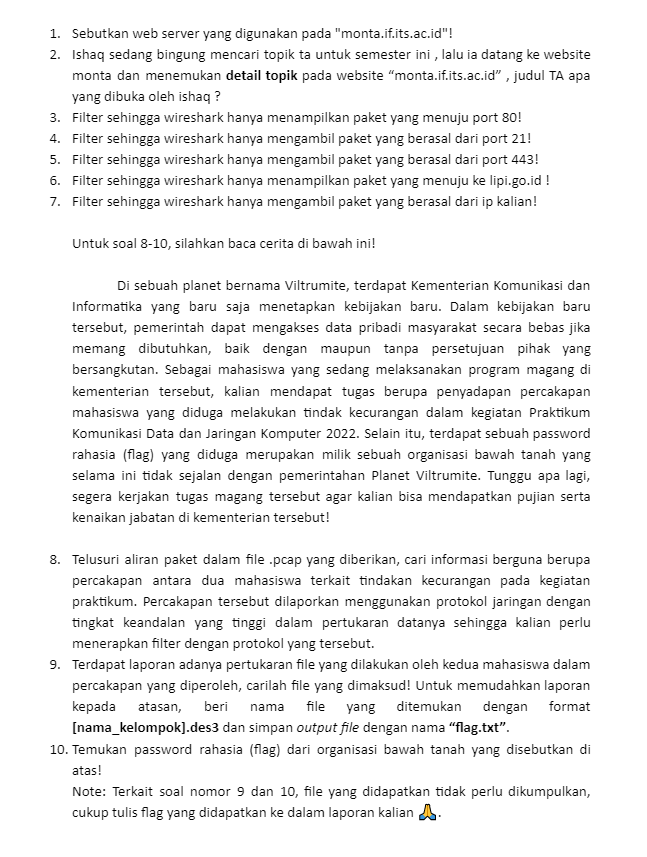 1. Sebutkan web server yang digunakan pada "monta.if.its.ac.id"!
2. Ishaq sedang bingung mencari topik ta untuk semester ini , lalu ia datang ke website
monta dan menemukan detail topik pada website “monta.if.its.ac.id” , judul TA apa
yang dibuka oleh ishaq ?
3. Filter sehingga wireshark hanya menampilkan paket yang menuju port 80!
4. Filter sehingga wireshark hanya mengambil paket yang berasal dari port 21!
5. Filter sehingga wireshark hanya mengambil paket yang berasal dari port 443!
6. Filter sehingga wireshark hanya menampilkan paket yang menuju ke lipi.go.id !
7. Filter sehingga wireshark hanya mengambil paket yang berasal dari ip kalian!
Untuk soal 8-10, silahkan baca cerita di bawah ini!
Di sebuah planet bernama Viltrumite, terdapat Kementerian Komunikasi dan
Informatika yang baru saja menetapkan kebijakan baru. Dalam kebijakan baru
tersebut, pemerintah dapat mengakses data pribadi masyarakat secara bebas jika
memang dibutuhkan, baik dengan maupun tanpa persetujuan pihak yang
bersangkutan. Sebagai mahasiswa yang sedang melaksanakan program magang di
kementerian tersebut, kalian mendapat tugas berupa penyadapan percakapan
mahasiswa yang diduga melakukan tindak kecurangan dalam kegiatan Praktikum
Komunikasi Data dan Jaringan Komputer 2022. Selain itu, terdapat sebuah password
rahasia (flag) yang diduga merupakan milik sebuah organisasi bawah tanah yang
selama ini tidak sejalan dengan pemerintahan Planet Viltrumite. Tunggu apa lagi,
segera kerjakan tugas magang tersebut agar kalian bisa mendapatkan pujian serta
kenaikan jabatan di kementerian tersebut!
8. Telusuri aliran paket dalam file .pcap yang diberikan, cari informasi berguna berupa
percakapan antara dua mahasiswa terkait tindakan kecurangan pada kegiatan
praktikum. Percakapan tersebut dilaporkan menggunakan protokol jaringan dengan
tingkat keandalan yang tinggi dalam pertukaran datanya sehingga kalian perlu
menerapkan filter dengan protokol yang tersebut.
9. Terdapat laporan adanya pertukaran file yang dilakukan oleh kedua mahasiswa dalam
percakapan yang diperoleh, carilah file yang dimaksud! Untuk memudahkan laporan
kepada atasan, beri nama file yang ditemukan dengan format
[nama_kelompok].des3 dan simpan output file dengan nama “flag.txt”.
10. Temukan password rahasia (flag) dari organisasi bawah tanah yang disebutkan di
atas!
Note: Terkait soal nomor 9 dan 10, file yang didapatkan tidak perlu dikumpulkan,
cukup tulis flag yang didapatkan ke dalam laporan kalian 🙏.